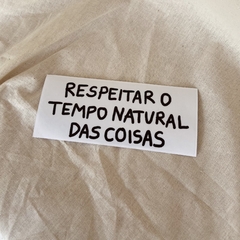 RESPEITAR O
TEMPO NATURAL
DAS COISAS